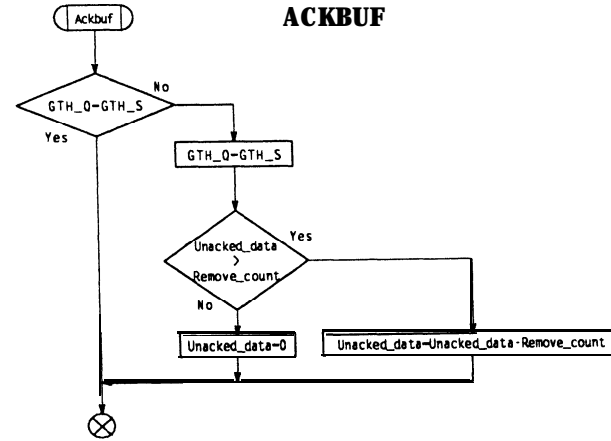 ACKBUF
Ackbuf
No
GTH_Q=GTH_S
Yes
GTH_Q=GTH_S
Yes
Unacked_data
>
Remove_count
No
Unacked_data=0
Unacked_data=Unacked_data-Remove_count